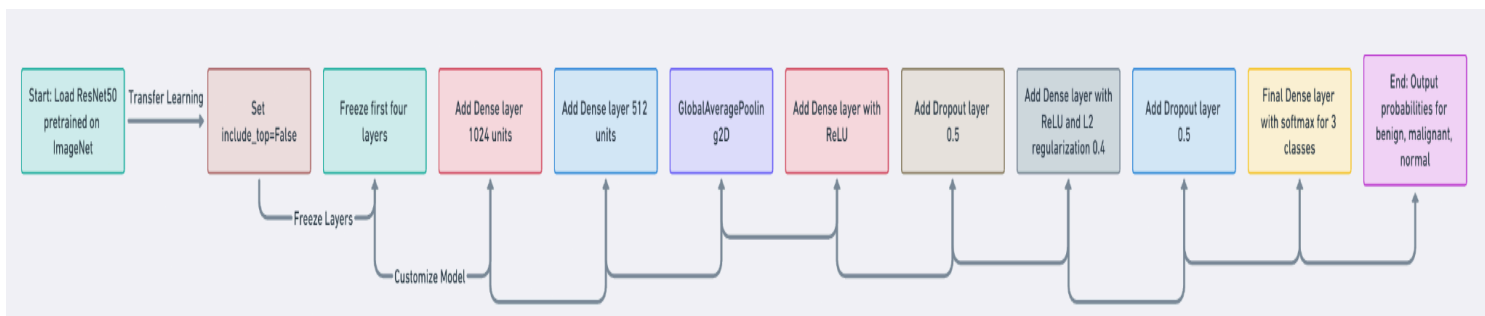 Start: Load ResNet50
pretrained on
ImageNet
Transfer Learning
Set
include_top=False
Freeze Layers
Freeze first four
layers
Customize Model
Add Dense layer
1024 units
Add Dense layer 512
units
GlobalAveragePoolin
g2D
Add Dense layer with
ReLU
Add Dropout layer
0.5
Add Dense layer with
ReLU and L2
regularization 0.4
Add Dropout layer
0.5
Final Dense layer
with softmax for 3
classes
End: Output
probabilities for
benign, malignant,
normal